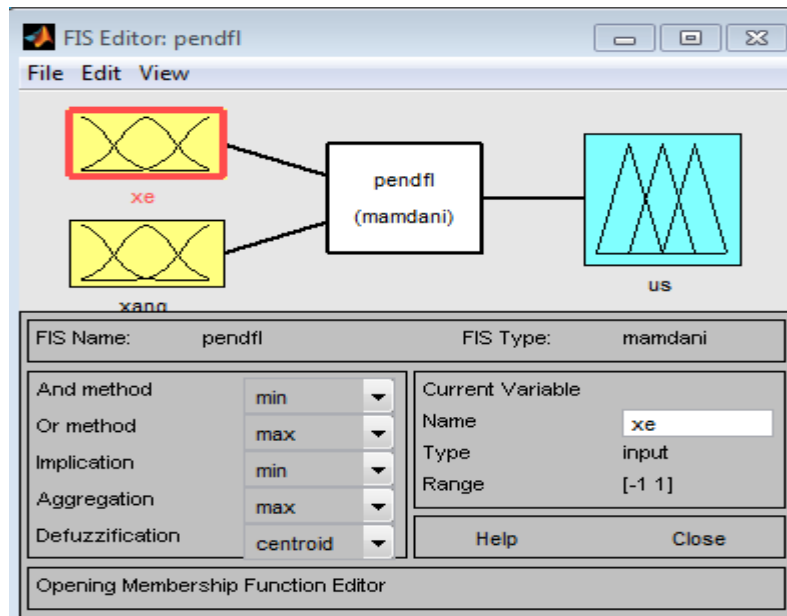 FIS Editor: pendfl
File Edit View
xe
pendfl
(mamdani)
us
xang
FIS Name: pendfl FIS Type: mamdani
And method min
Or method max
Implication min
Aggregation max
Defuzzification centroid
Current Variable
Name xe
Type input
Range [-1 1]
Help Close
Opening Membership Function Editor